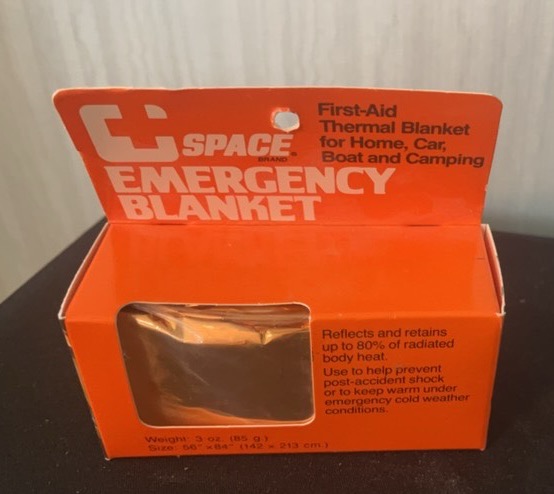 SPACE®
BRAND
EMERGENCY
BLANKET
First-Aid
Thermal Blanket
for Home, Car,
Boat and Camping
Reflects and retains
up to 80% of radiated
body heat.
Use to help prevent
post-accident shock
or to keep warm under
emergency cold weather
conditions.
Weight: 3 oz. (85 g.)
Size: 56" x 84" (142 x 213 cm.)